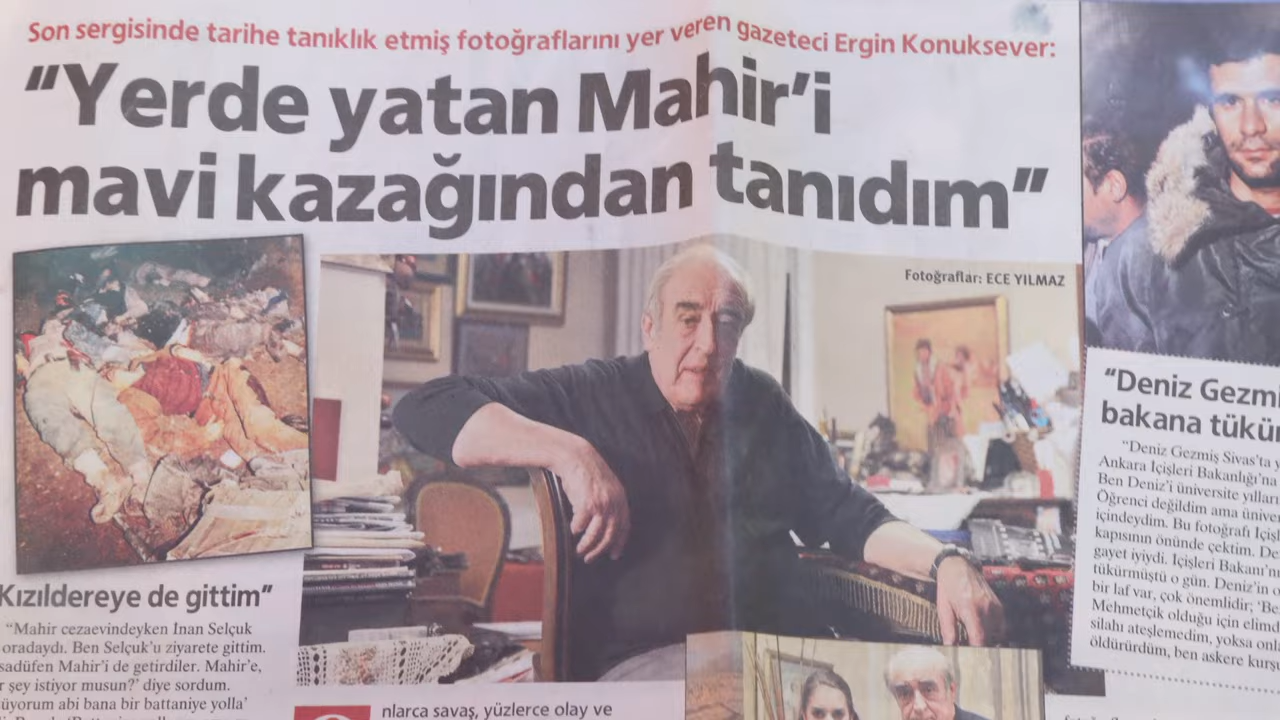 Son sergisinde tarihe tanıklık etmiş fotoğraflarını yer veren gazeteci Ergin Konuksever:
“Yerde yatan Mahir’i
mavi kazağından tanıdım”
Fotoğraflar: ECE YILMAZ
Kızıldereye de gittim”
“Mahir cezaevindeyken İnan Selçuk
oradaydı. Ben Selçuk’u ziyarete gittim.
sadüfen Mahir’i de getirdiler. Mahir’e,
r şey istiyor musun?’ diye sordum.
üyorum abi bana bir battaniye yolla’
nlarca savaş, yüzlerce olay ve
“Deniz Gezmi
bakana tükür
“Deniz Gezmiş Sivas’ta y
Ankara İçişleri Bakanlığı’na
Ben Deniz’i üniversite yılları
Öğrenci değildim ama üniver
içindeydim. Bu fotoğrafı İçişl
kapısının önünde çektim. De
gayet iyiydi. İçişleri Bakanı’n
tükürmüştü o gün. Deniz’in o
bir laf var, çok önemlidir; ‘Be
Mehmetçik olduğu için elimd
silahı ateşlemedim, yoksa onla
öldürürdüm, ben askere kurş